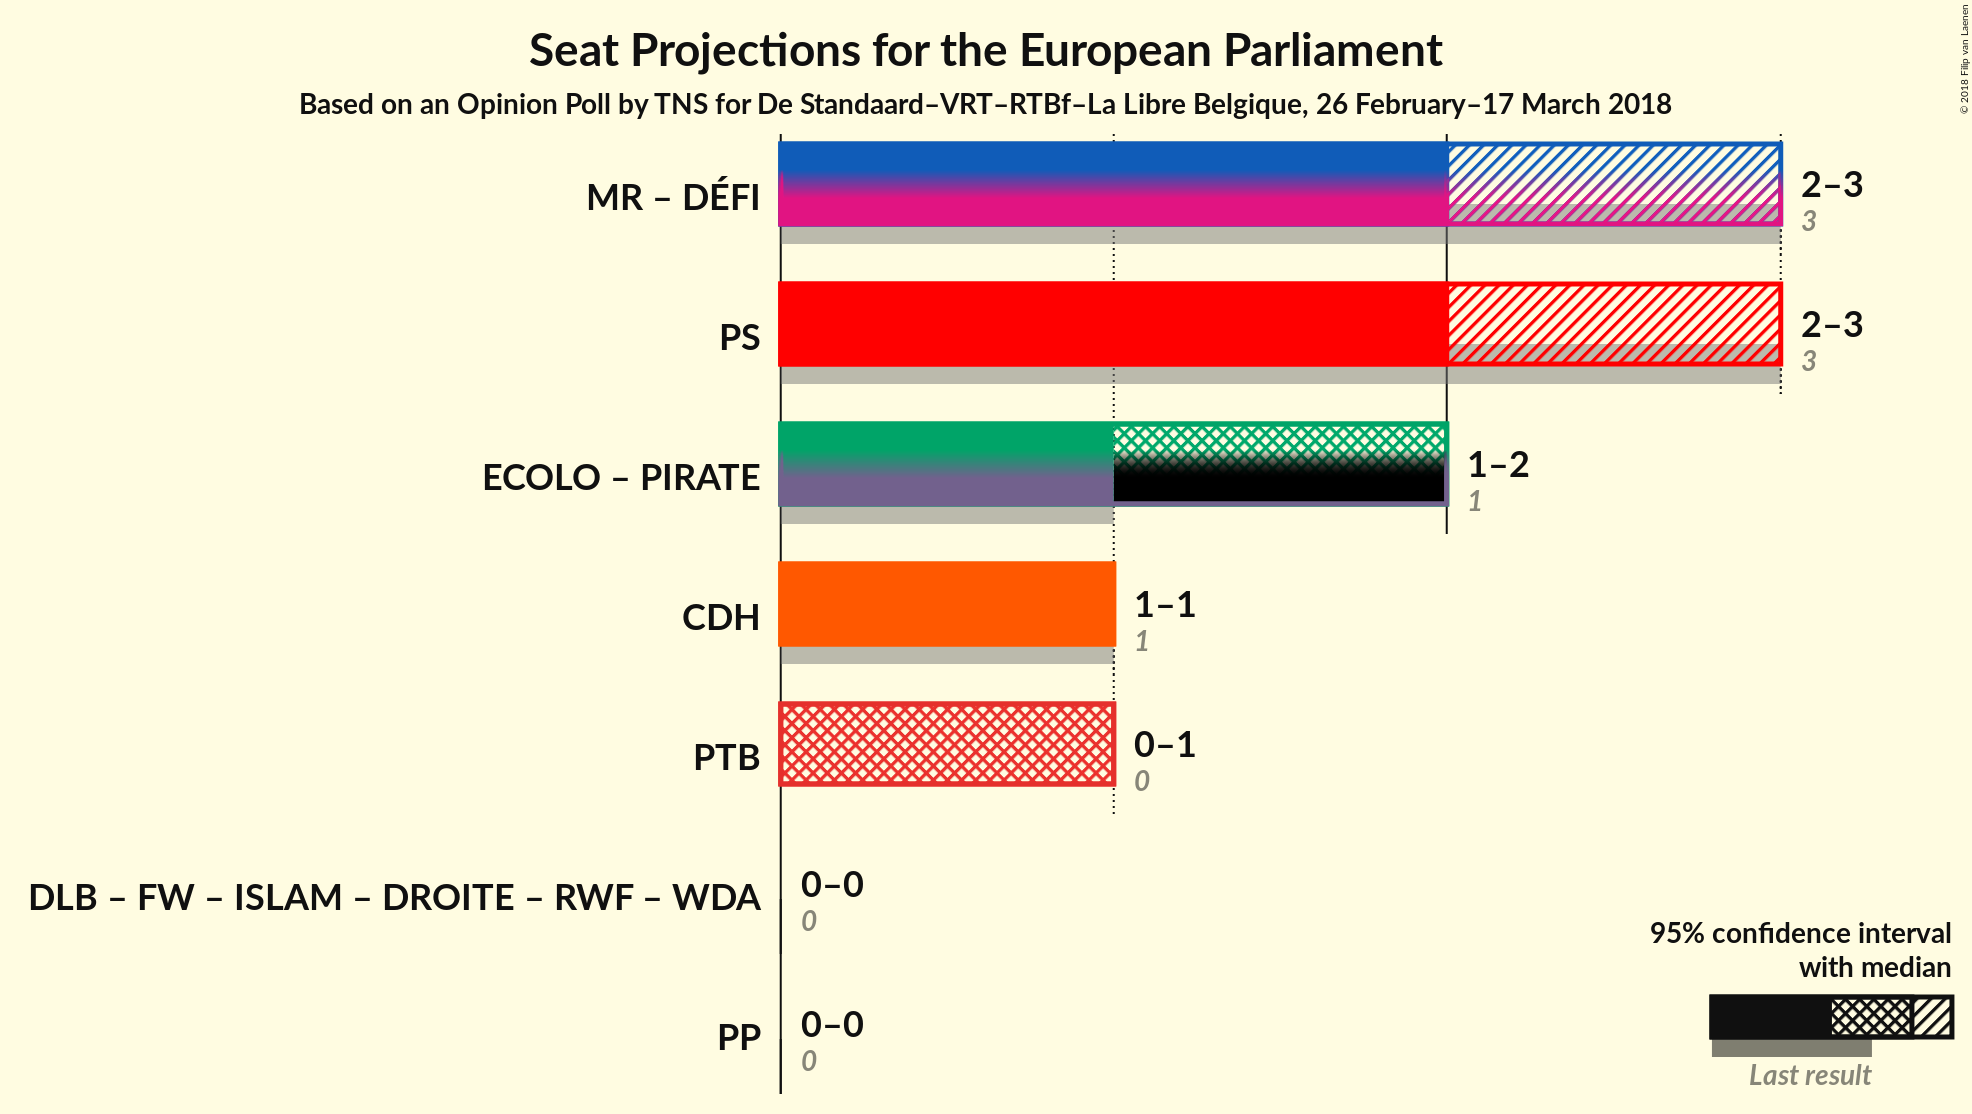 Seat Projections for the European Parliament
Based on an Opinion Poll by TNS for De Standaard–VRT–RTBf–La Libre Belgique, 26 February–17 March 2018
© 2018 Filip van Laenen
MR – DÉFI
2–3
3
PS
2–3
3
ECOLO – PIRATE
1–2
1
CDH
1–1
1
PTB
0–1
0
DLB – FW – ISLAM – DROITE – RWF – WDA
0–0
0
PP
0–0
0
95% confidence interval
with median
Last result